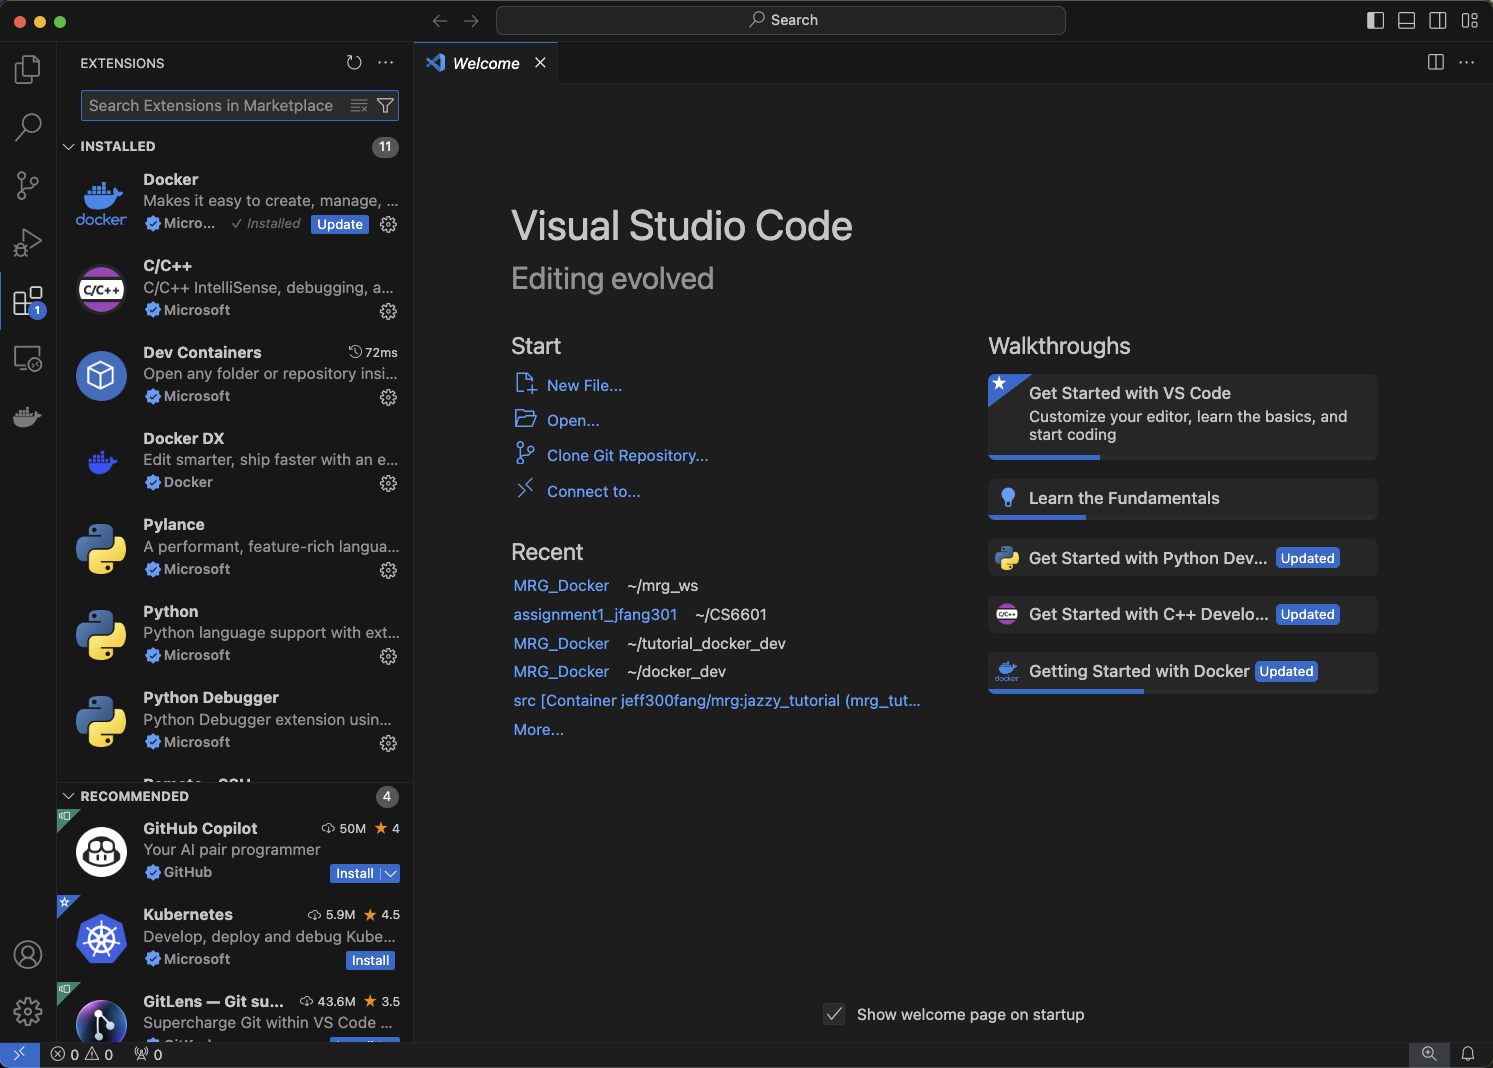 Search
EXTENSIONS
Search Extensions in Marketplace
INSTALLED 11
docker
Docker
Makes it easy to create, manage, ...
Micro... ✓ Installed Update
C/C++
C/C++
C/C++ IntelliSense, debugging, a...
Microsoft
Dev Containers 72ms
Open any folder or repository insi...
Microsoft
Docker DX
Edit smarter, ship faster with an e...
Docker
Pylance
A performant, feature-rich langua...
Microsoft
Python
Python language support with ext...
Microsoft
Python Debugger
Python Debugger extension usin...
Microsoft
RECOMMENDED 4
GitHub Copilot 50M ★ 4
Your AI pair programmer
GitHub Install
Kubernetes 5.9M ★ 4.5
Develop, deploy and debug Kube...
Microsoft Install
GitLens — Git su... 43.6M ★ 3.5
Supercharge Git within VS Code ...
1
Welcome
Visual Studio Code
Editing evolved
Start
New File...
Open...
Clone Git Repository...
Connect to...
Recent
MRG_Docker ~/mrg_ws
assignment1_jfang301 ~/CS6601
MRG_Docker ~/tutorial_docker_dev
MRG_Docker ~/docker_dev
src [Container jeff300fang/mrg:jazzy_tutorial (mrg_tut...
More...
Walkthroughs
Get Started with VS Code
Customize your editor, learn the basics, and
start coding
Learn the Fundamentals
Get Started with Python Dev... Updated
C/C++
Get Started with C++ Develo... Updated
docker
Getting Started with Docker Updated
Show welcome page on startup
0 0 0